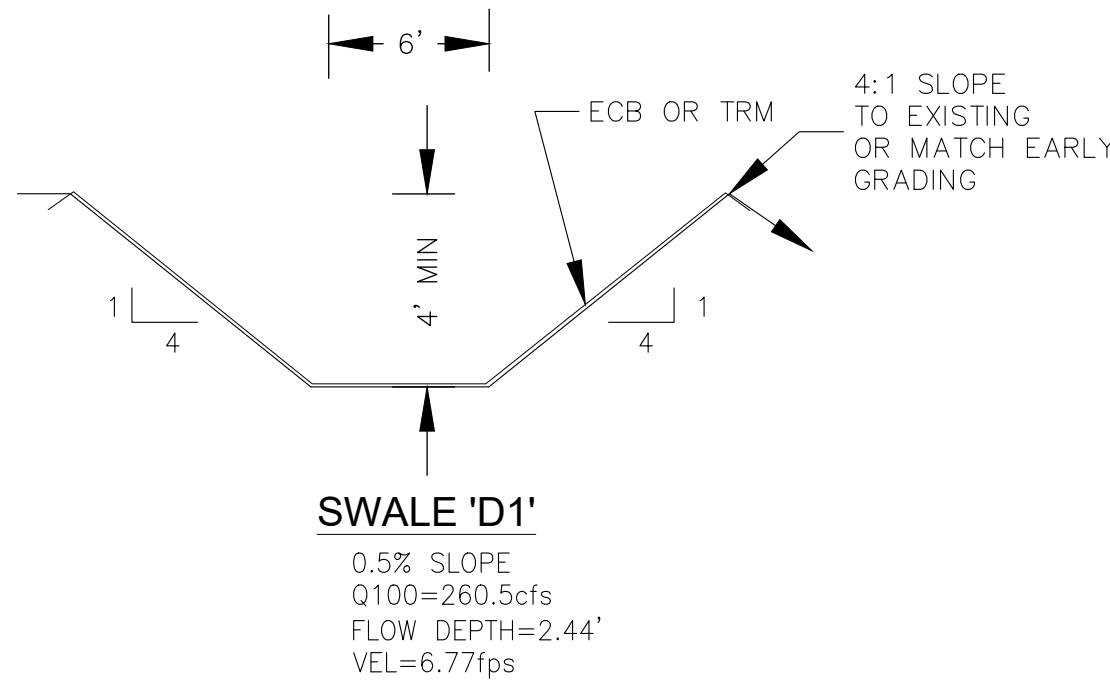 6'
ECB OR TRM
4:1 SLOPE
TO EXISTING
OR MATCH EARLY
GRADING
4' MIN
1
4
1
4
SWALE 'D1'
0.5% SLOPE
Q100=260.5cfs
FLOW DEPTH=2.44'
VEL=6.77fps